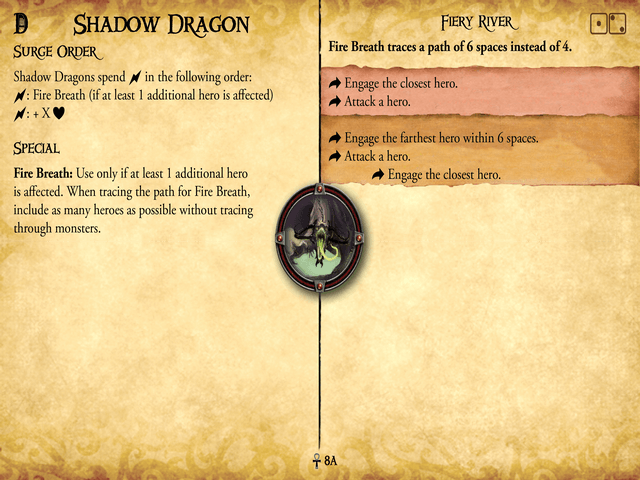 D
SHADOW DRAGON
SURGE ORDER
Shadow Dragons spend in the following order:
: Fire Breath (if at least 1 additional hero is affected)
: + X
SPECIAL
Fire Breath: Use only if at least 1 additional hero
is affected. When tracing the path for Fire Breath,
include as many heroes as possible without tracing
through monsters.
FIERY RIVER
Fire Breath traces a path of 6 spaces instead of 4.
Engage the closest hero.
Attack a hero.
Engage the farthest hero within 6 spaces.
Attack a hero.
Engage the closest hero.
8A